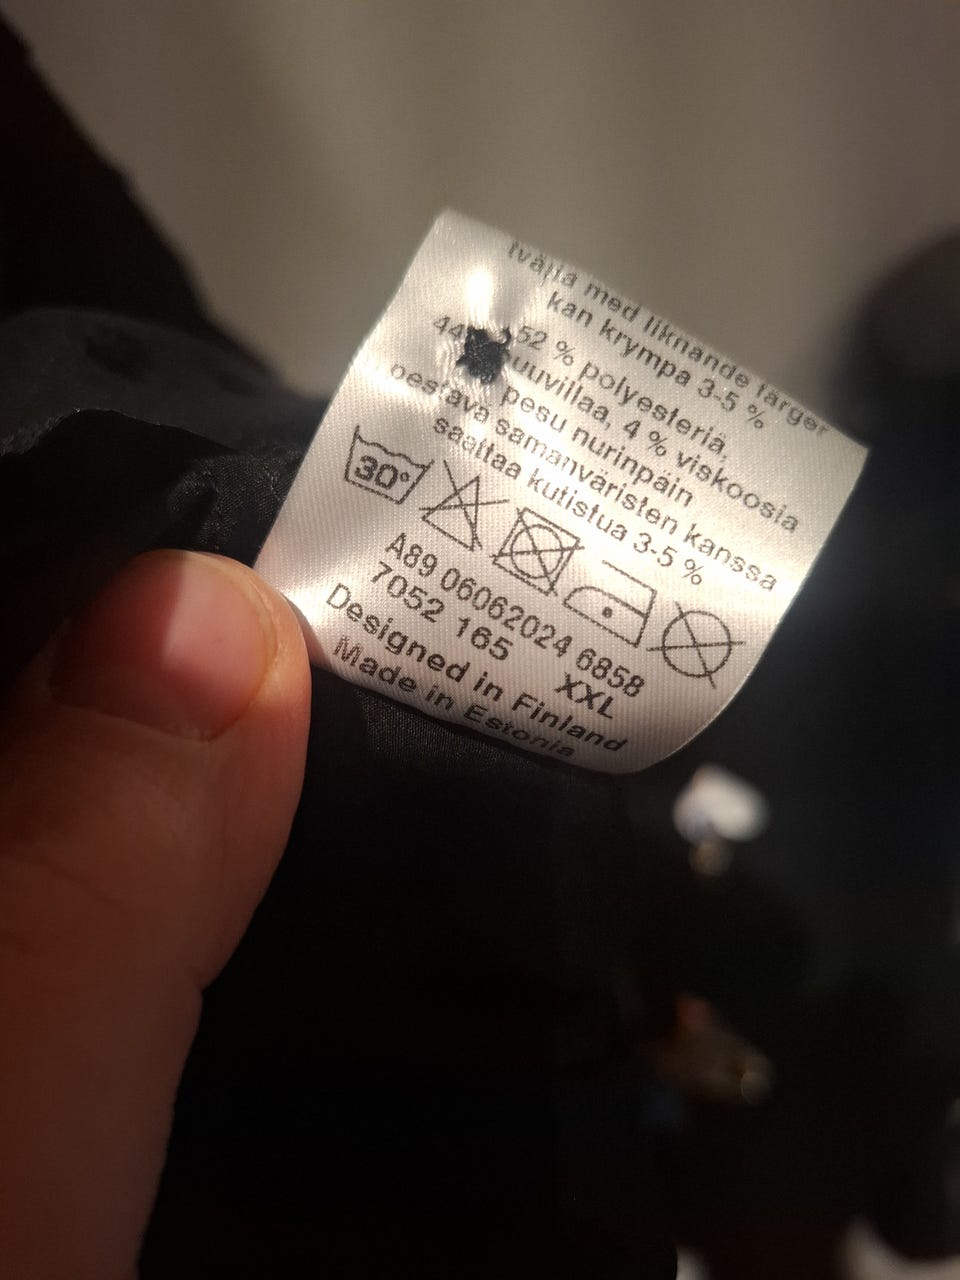 tvätta med liknande färger
kan krympa 3-5 %
52 % polyesteria,
44 puuvillaa, 4 % viskoosia
pesu nurinpäin
pestävä samanväristen kanssa
saattaa kutistua 3-5 %
30°
A89 06062024 6858
7052 165 XXL
Designed in Finland
Made in Estonia